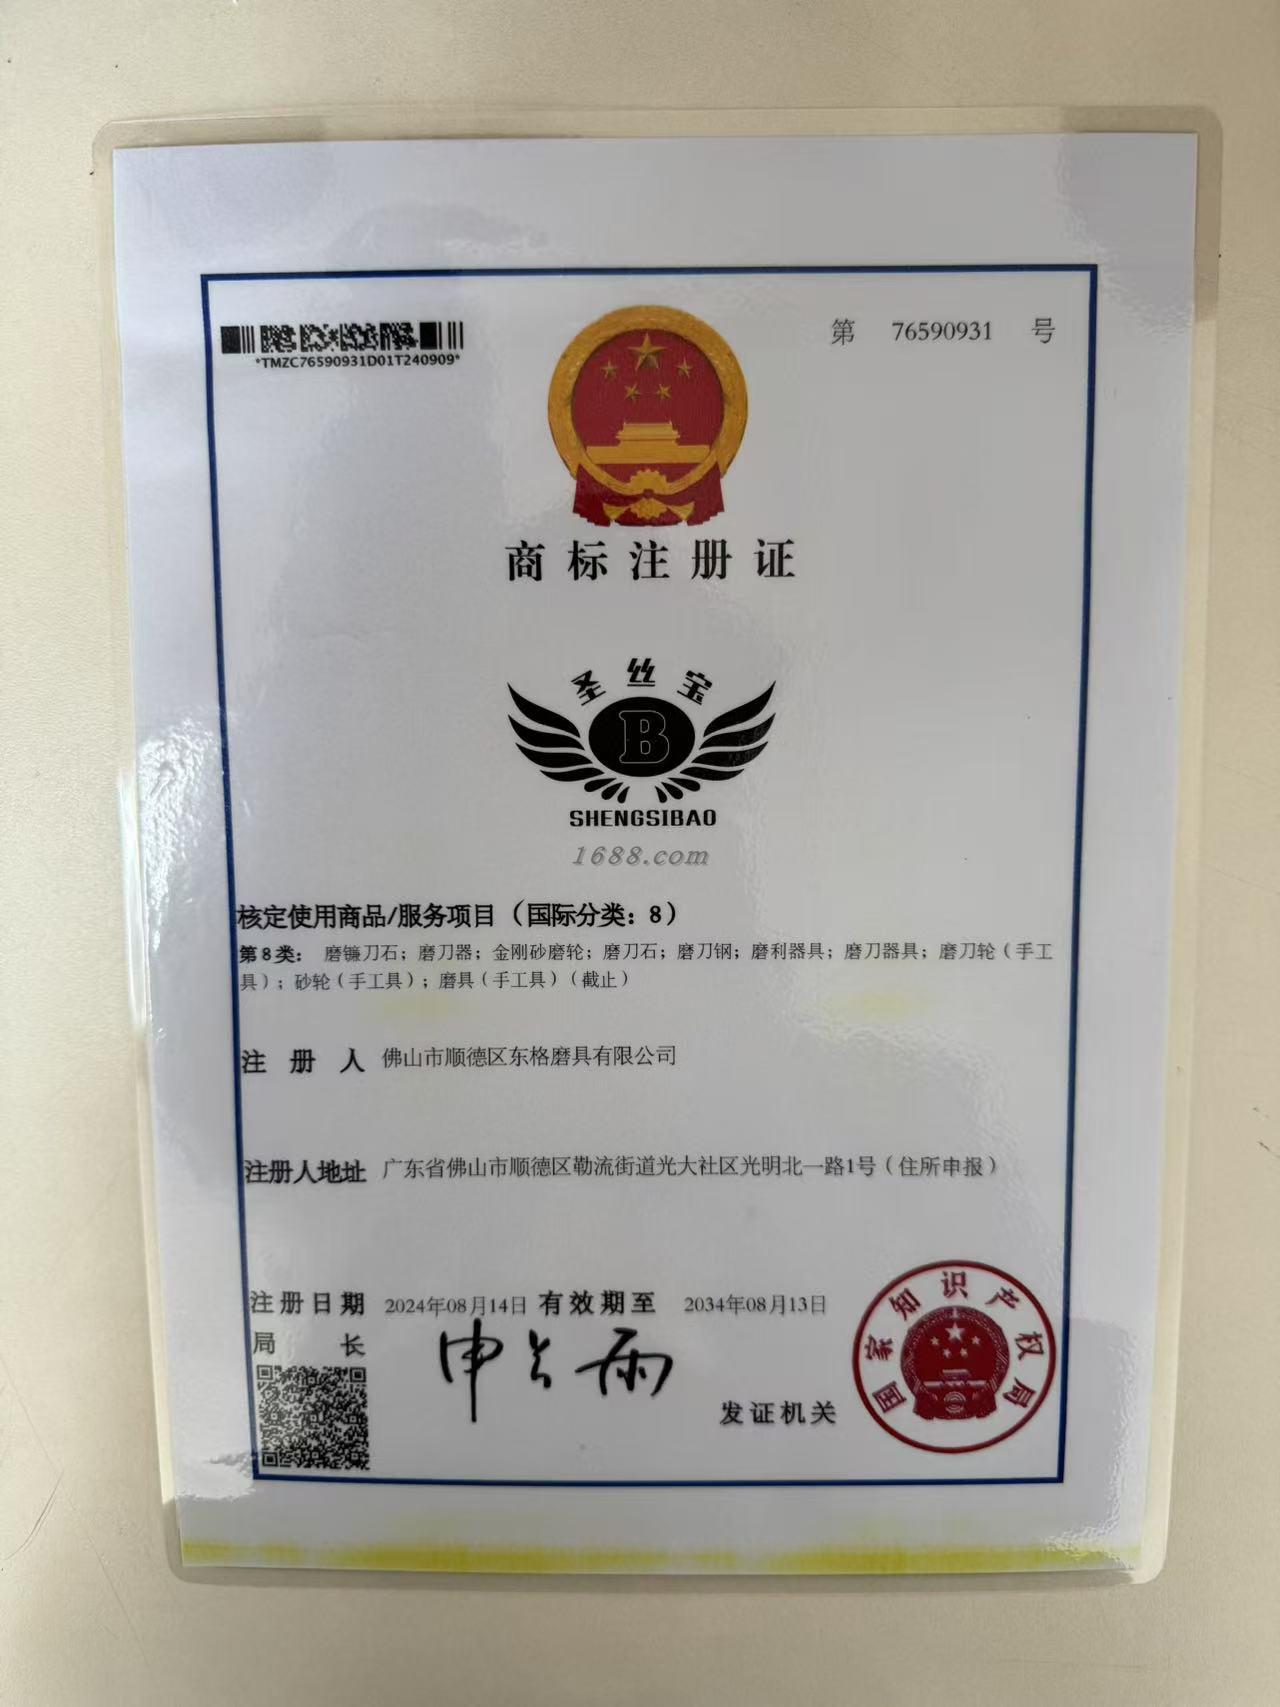 *TMZC76590931D01T240909*
第 76590931 号
商标注册证
圣丝宝
B
SHENGSIBAO
1688.com
核定使用商品/服务项目（国际分类：8）
第8类： 磨镰刀石；磨刀器；金刚砂磨轮；磨刀石；磨刀钢；磨利器具；磨刀器具；磨刀轮（手工
具）；砂轮（手工具）；磨具（手工具）（截止）
注册人 佛山市顺德区东格磨具有限公司
注册人地址 广东省佛山市顺德区勒流街道光大社区光明北一路1号（住所申报）
注册日期 2024年08月14日 有效期至 2034年08月13日
局长 申长雨
发证机关
国家知识产权局